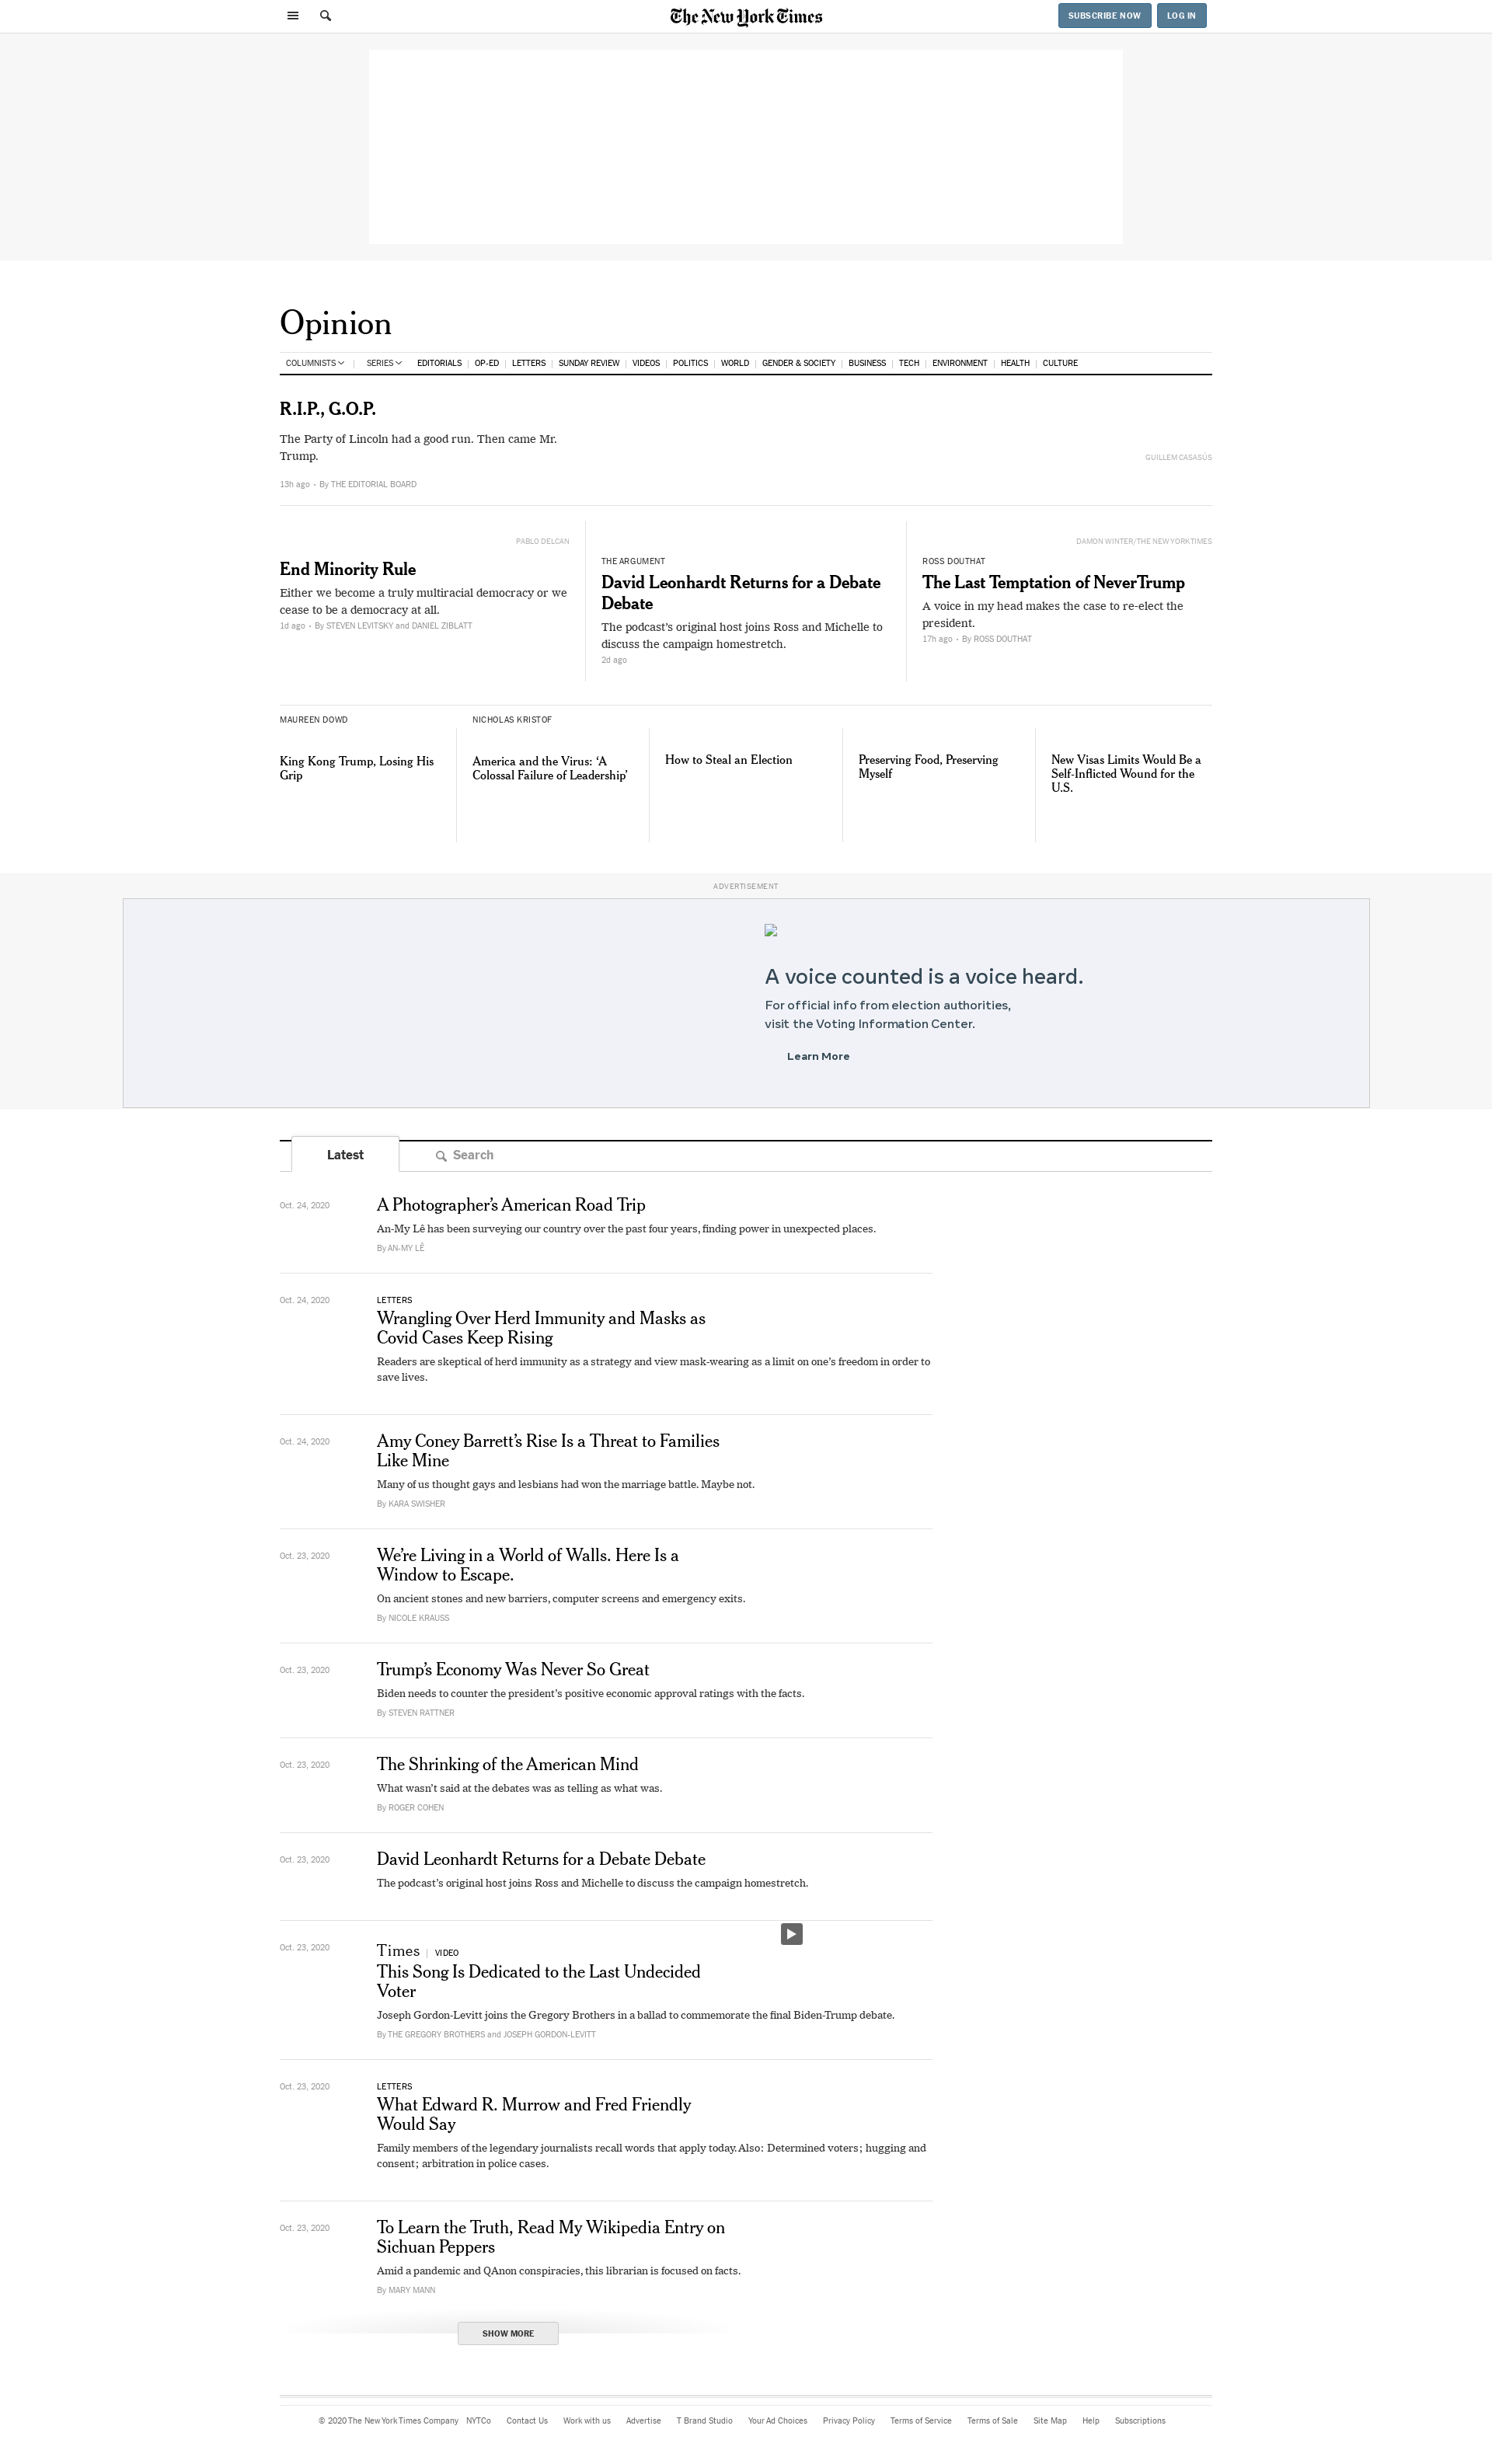 The New York Times
SUBSCRIBE NOW
LOG IN
Opinion
COLUMNISTS | SERIES EDITORIALS | OP-ED | LETTERS | SUNDAY REVIEW | VIDEOS | POLITICS | WORLD | GENDER & SOCIETY | BUSINESS | TECH | ENVIRONMENT | HEALTH | CULTURE
R.I.P., G.O.P.
The Party of Lincoln had a good run. Then came Mr.
Trump.
GUILLEM CASASÚS
13h ago • By THE EDITORIAL BOARD
PABLO DELCAN
End Minority Rule
Either we become a truly multiracial democracy or we
cease to be a democracy at all.
1d ago • By STEVEN LEVITSKY and DANIEL ZIBLATT
THE ARGUMENT
David Leonhardt Returns for a Debate
Debate
The podcast's original host joins Ross and Michelle to
discuss the campaign homestretch.
2d ago
DAMON WINTER/THE NEW YORK TIMES
ROSS DOUTHAT
The Last Temptation of NeverTrump
A voice in my head makes the case to re-elect the
president.
17h ago • By ROSS DOUTHAT
MAUREEN DOWD
King Kong Trump, Losing His
Grip
NICHOLAS KRISTOF
America and the Virus: ‘A
Colossal Failure of Leadership’
How to Steal an Election
Preserving Food, Preserving
Myself
New Visas Limits Would Be a
Self-Inflicted Wound for the
U.S.
ADVERTISEMENT
A voice counted is a voice heard.
For official info from election authorities,
visit the Voting Information Center.
Learn More
Latest
Search
Oct. 24, 2020
A Photographer’s American Road Trip
An-My Lê has been surveying our country over the past four years, finding power in unexpected places.
By AN-MY LÊ
Oct. 24, 2020
LETTERS
Wrangling Over Herd Immunity and Masks as
Covid Cases Keep Rising
Readers are skeptical of herd immunity as a strategy and view mask-wearing as a limit on one’s freedom in order to
save lives.
Oct. 24, 2020
Amy Coney Barrett’s Rise Is a Threat to Families
Like Mine
Many of us thought gays and lesbians had won the marriage battle. Maybe not.
By KARA SWISHER
Oct. 23, 2020
We’re Living in a World of Walls. Here Is a
Window to Escape.
On ancient stones and new barriers, computer screens and emergency exits.
By NICOLE KRAUSS
Oct. 23, 2020
Trump’s Economy Was Never So Great
Biden needs to counter the president’s positive economic approval ratings with the facts.
By STEVEN RATTNER
Oct. 23, 2020
The Shrinking of the American Mind
What wasn’t said at the debates was as telling as what was.
By ROGER COHEN
Oct. 23, 2020
David Leonhardt Returns for a Debate Debate
The podcast’s original host joins Ross and Michelle to discuss the campaign homestretch.
Oct. 23, 2020
Times | VIDEO
This Song Is Dedicated to the Last Undecided
Voter
Joseph Gordon-Levitt joins the Gregory Brothers in a ballad to commemorate the final Biden-Trump debate.
By THE GREGORY BROTHERS and JOSEPH GORDON-LEVITT
Oct. 23, 2020
LETTERS
What Edward R. Murrow and Fred Friendly
Would Say
Family members of the legendary journalists recall words that apply today. Also: Determined voters; hugging and
consent; arbitration in police cases.
Oct. 23, 2020
To Learn the Truth, Read My Wikipedia Entry on
Sichuan Peppers
Amid a pandemic and QAnon conspiracies, this librarian is focused on facts.
By MARY MANN
SHOW MORE
© 2020 The New York Times Company NYTCo Contact Us Work with us Advertise T Brand Studio Your Ad Choices Privacy Policy Terms of Service Terms of Sale Site Map Help Subscriptions